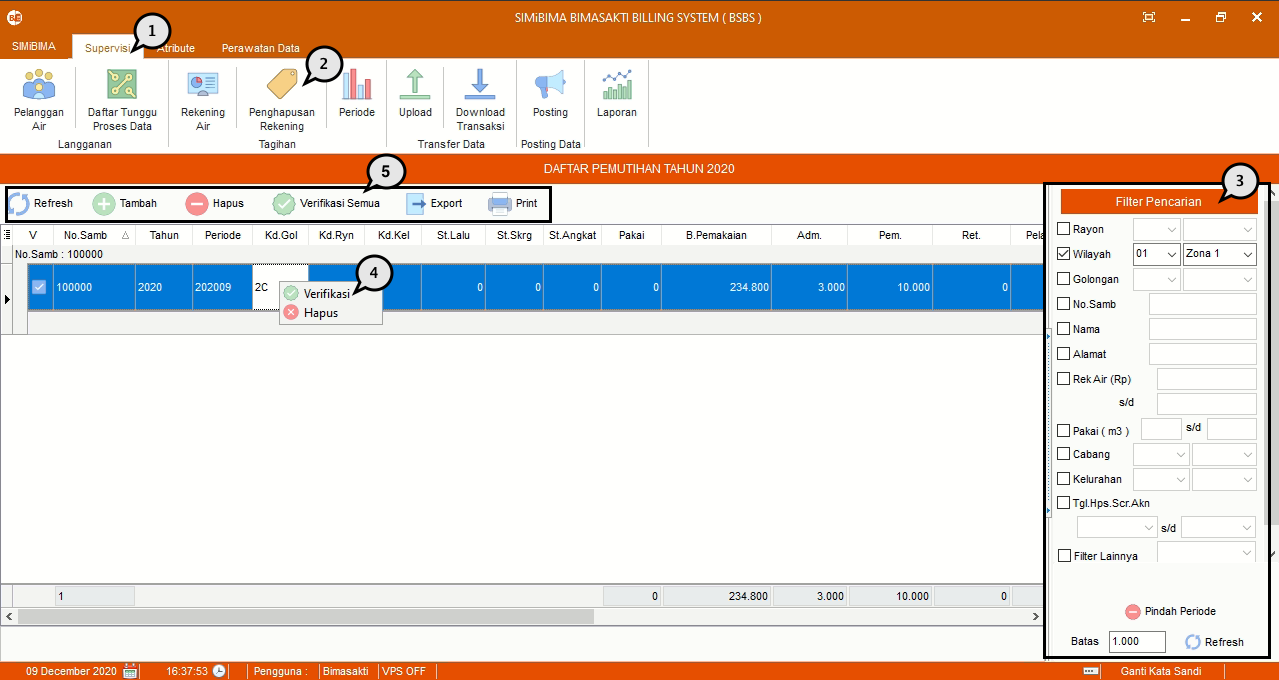 SIMiBIMA BIMASAKTI BILLING SYSTEM ( BSBS )
1
SIMiBIMA Supervisi Atribute Perawatan Data
2
Pelanggan Air
Daftar Tunggu Proses Data
Rekening Air
Penghapusan Rekening
Periode
Upload
Download Transaksi
Posting
Laporan
Langganan Tagihan Transfer Data Posting Data
DAFTAR PEMUTIHAN TAHUN 2020
5
3
Refresh Tambah Hapus Verifikasi Semua Export Print
Filter Pencarian
V No.Samb Tahun Periode Kd.Gol Kd.Ryn Kd.Kel St.Lalu St.Skrg St.Angkat Pakai B.Pemakaian Adm. Pem. Ret. Pela
No.Samb : 100000
4
100000 2020 202009 2C 0 0 0 0 234.800 3.000 10.000 0
Verifikasi
Hapus
Rayon
Wilayah 01 Zona 1
Golongan
No.Samb
Nama
Alamat
Rek Air (Rp)
s/d
Pakai ( m3 ) s/d
Cabang
Kelurahan
Tgl.Hps.Scr.Akn
s/d
Filter Lainnya
1 0 234.800 3.000 10.000 0
Pindah Periode
Batas 1.000 Refresh
09 December 2020 16:37:53 Pengguna : Bimasakti VPS OFF Ganti Kata Sandi